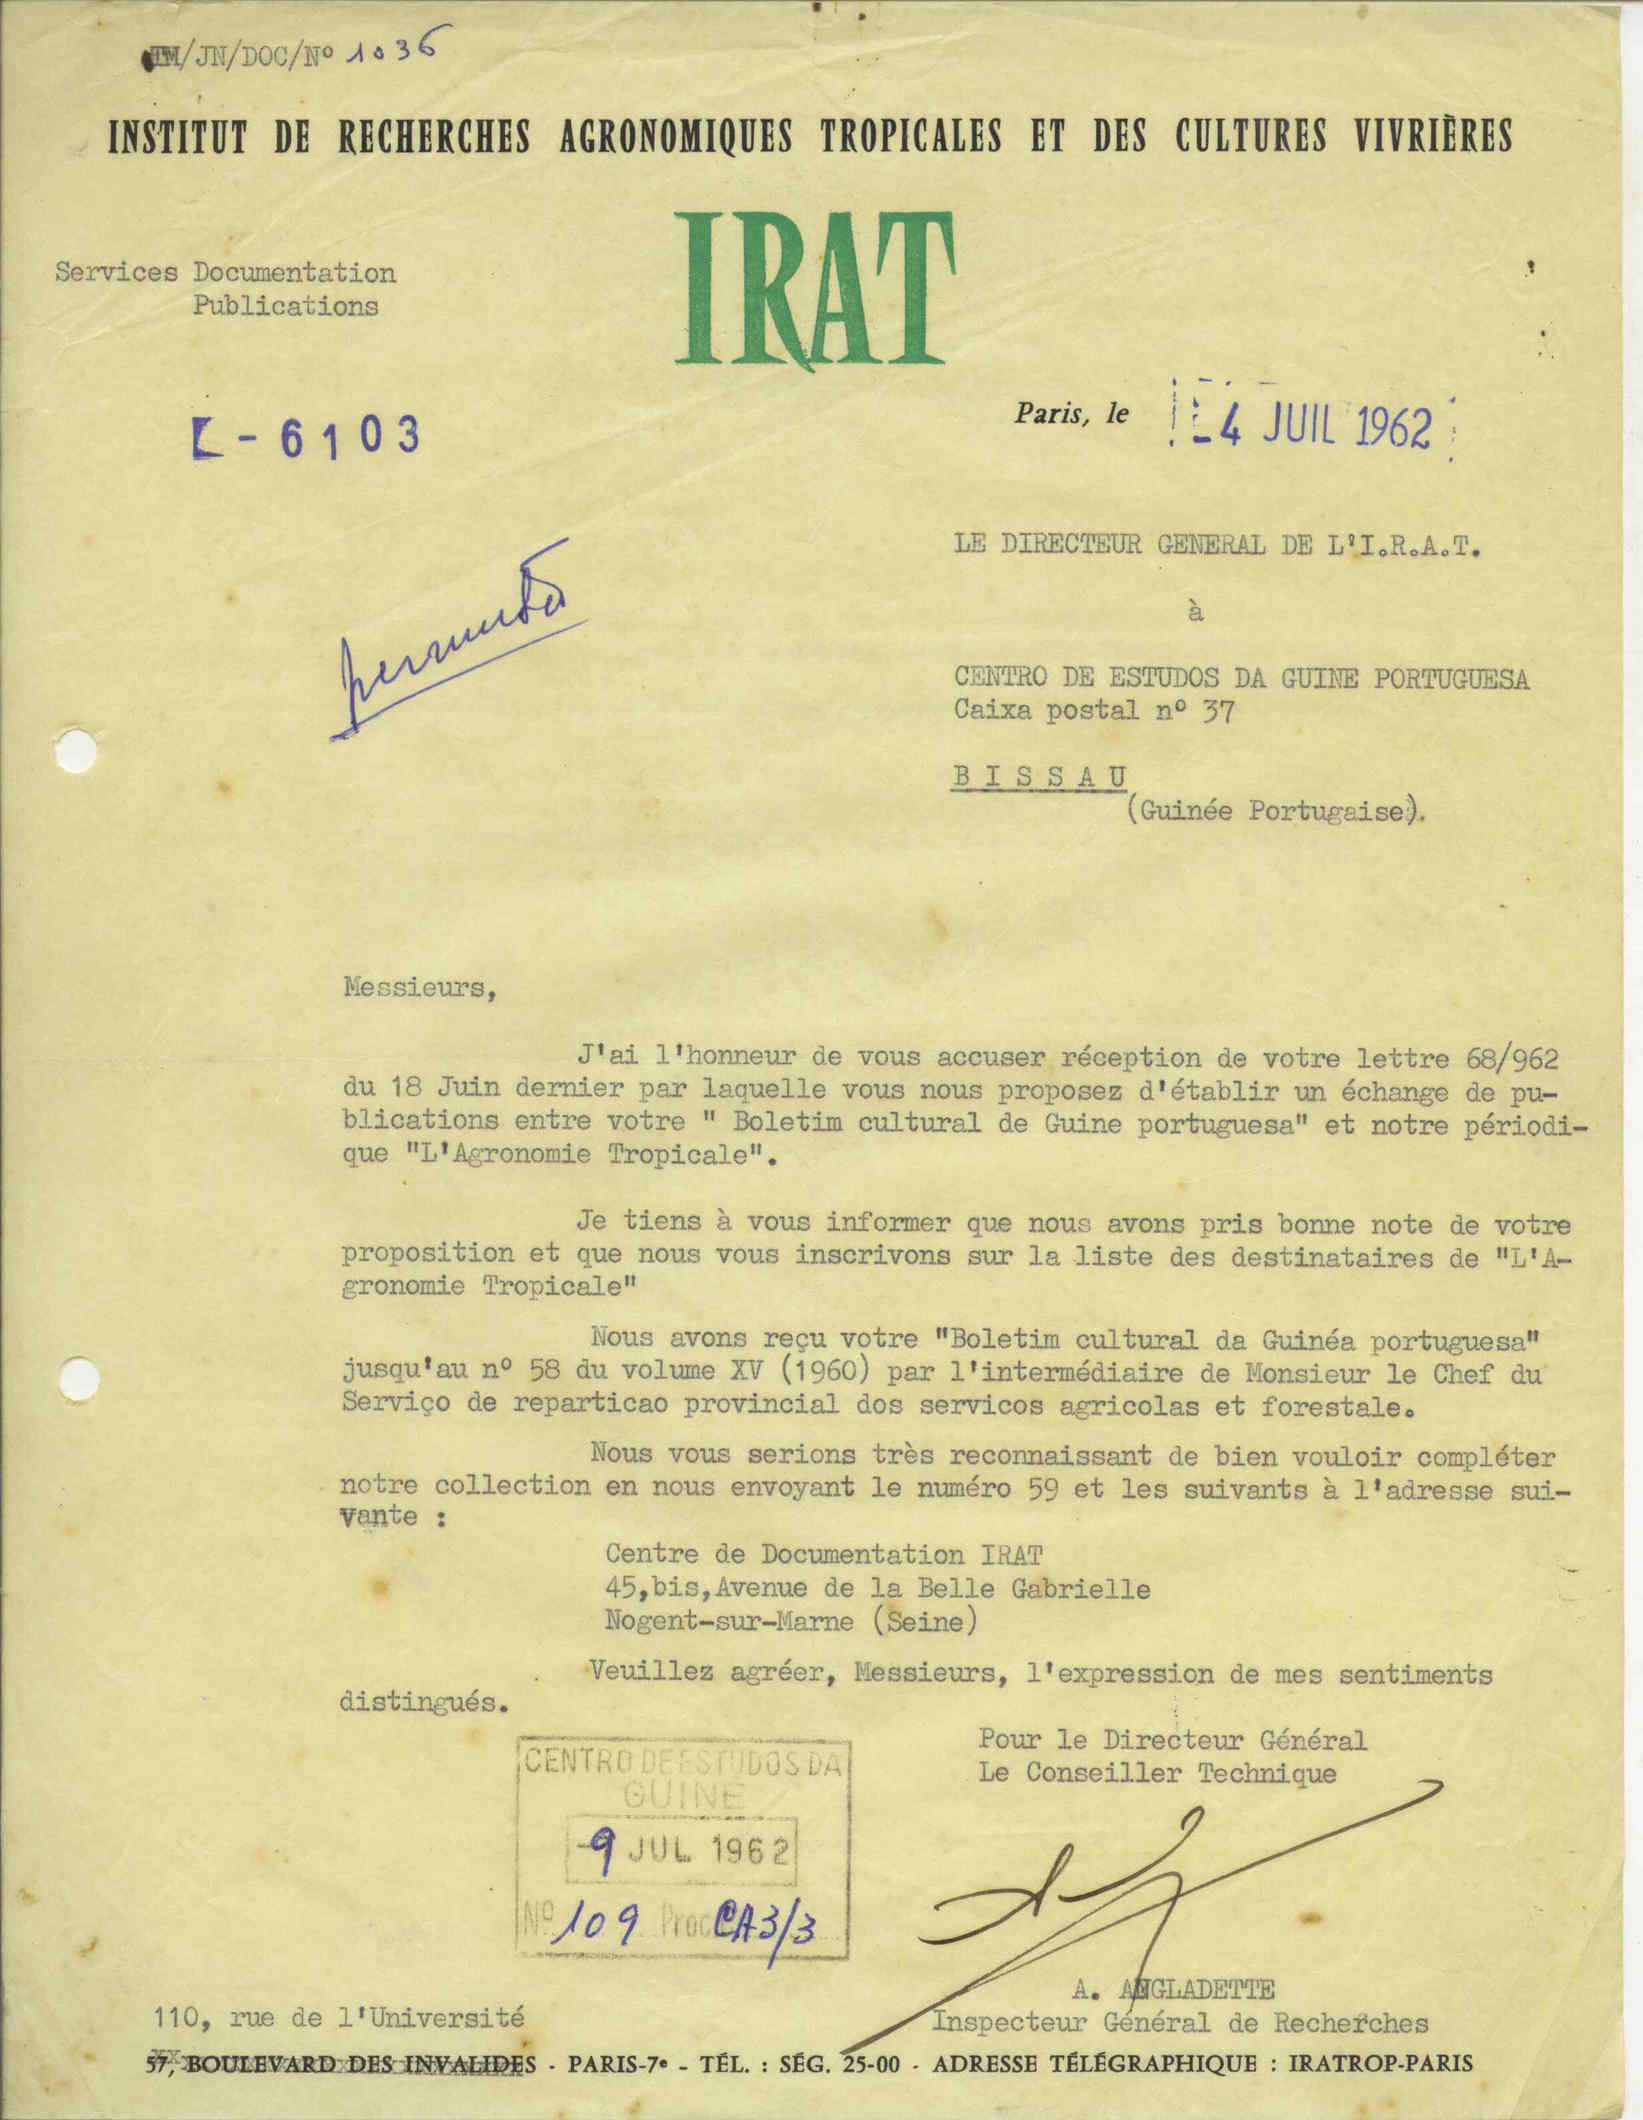 TM/JN/DOC/Nº 1036
INSTITUT DE RECHERCHES AGRONOMIQUES TROPICALES ET DES CULTURES VIVRIÈRES
IRAT
Services Documentation
Publications
- 6103
Paris, le -4 JUIL 1962
permuta
LE DIRECTEUR GENERAL DE L'I.R.A.T.
à
CENTRO DE ESTUDOS DA GUINE PORTUGUESA
Caixa postal nº 37
B I S S A U
(Guinée Portugaise).
Messieurs,
J'ai l'honneur de vous accuser réception de votre lettre 68/962
du 18 Juin dernier par laquelle vous nous proposez d'établir un échange de pu-
blications entre votre " Boletim cultural de Guine portuguesa" et notre périodi-
que "L'Agronomie Tropicale".
Je tiens à vous informer que nous avons pris bonne note de votre
proposition et que nous vous inscrivons sur la liste des destinataires de "L'A-
gronomie Tropicale"
Nous avons reçu votre "Boletim cultural da Guinéa portuguesa"
jusqu'au nº 58 du volume XV (1960) par l'intermédiaire de Monsieur le Chef du
Serviço de reparticao provincial dos servicos agricolas et forestale.
Nous vous serions très reconnaissant de bien vouloir compléter
notre collection en nous envoyant le numéro 59 et les suivants à l'adresse sui-
vante :
Centre de Documentation IRAT
45,bis,Avenue de la Belle Gabrielle
Nogent-sur-Marne (Seine)
Veuillez agréer, Messieurs, l'expression de mes sentiments
distingués.
Pour le Directeur Général
Le Conseiller Technique
CENTRO DE ESTUDOS DA
GUINE
-9 JUL 1962
Nº 109 Proc CA3/3
A. ANGLADETTE
Inspecteur Général de Recherches
110, rue de l'Université
57, BOULEVARD DES INVALIDES - PARIS-7e - TÉL. : SÉG. 25-00 - ADRESSE TÉLÉGRAPHIQUE : IRATROP-PARIS